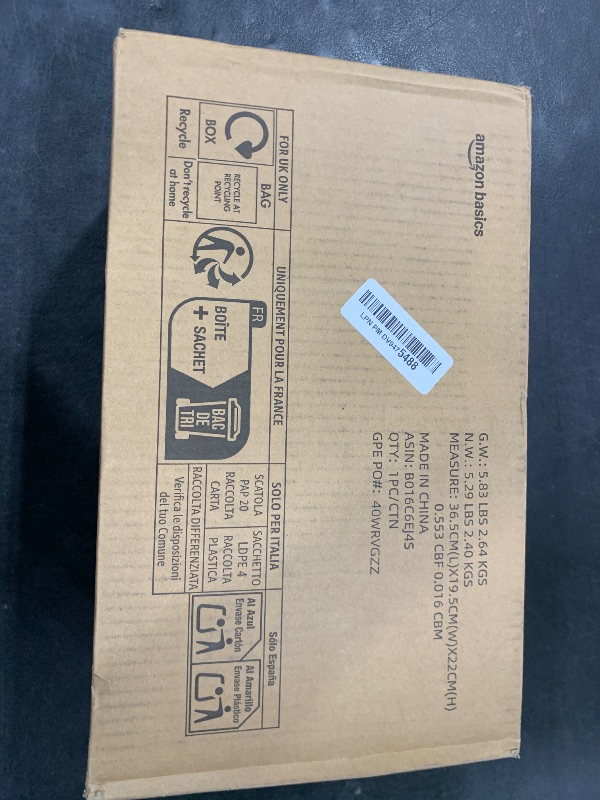 amazon basics
G.W.: 5.83 LBS 2.64 KGS
N.W.: 5.29 LBS 2.40 KGS
MEASURE: 36.5CM(L)X19.5CM(W)X22CM(H)
0.553 CBF 0.016 CBM
MADE IN CHINA
ASIN: B016C6EJ4S
QTY: 1PC/CTN
GPE PO#: 40WRVGZZ
LPN PM DV9425488
FOR UK ONLY
BOX
Recycle
BAG
RECYCLE AT
RECYCLING
POINT
Don't recycle
at home
UNIQUEMENT POUR LA FRANCE
FR
BOÎTE
+ SACHET
BAC
DE
TRI
SOLO PER ITALIA
SCATOLA
PAP 20
RACCOLTA
CARTA
SACCHETTO
LDPE 4
RACCOLTA
PLASTICA
RACCOLTA DIFFERENZIATA
Verifica le disposizioni
del tuo Comune
Sólo España
Al Azul
Envase Cartón
Al Amarillo
Envase Plástico